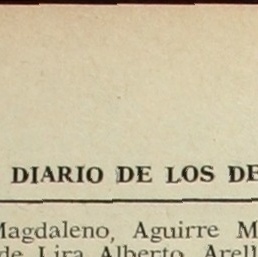 DIARIO DE LOS DE
Magdaleno, Aguirre M
de Lira Alberto, Arell